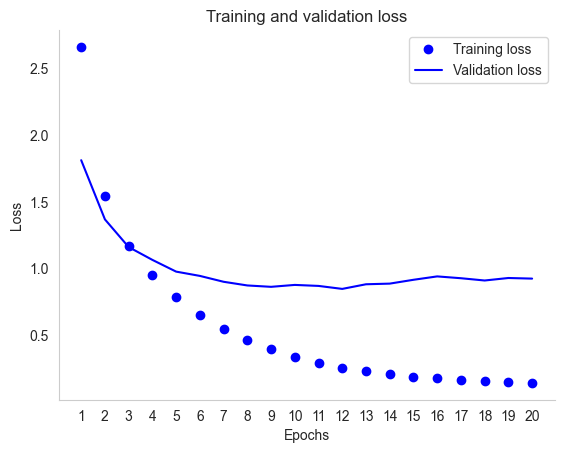 Training and validation loss
Training loss
Validation loss
2.5
2.0
1.5
1.0
0.5
Loss
1 2 3 4 5 6 7 8 9 10 11 12 13 14 15 16 17 18 19 20
Epochs